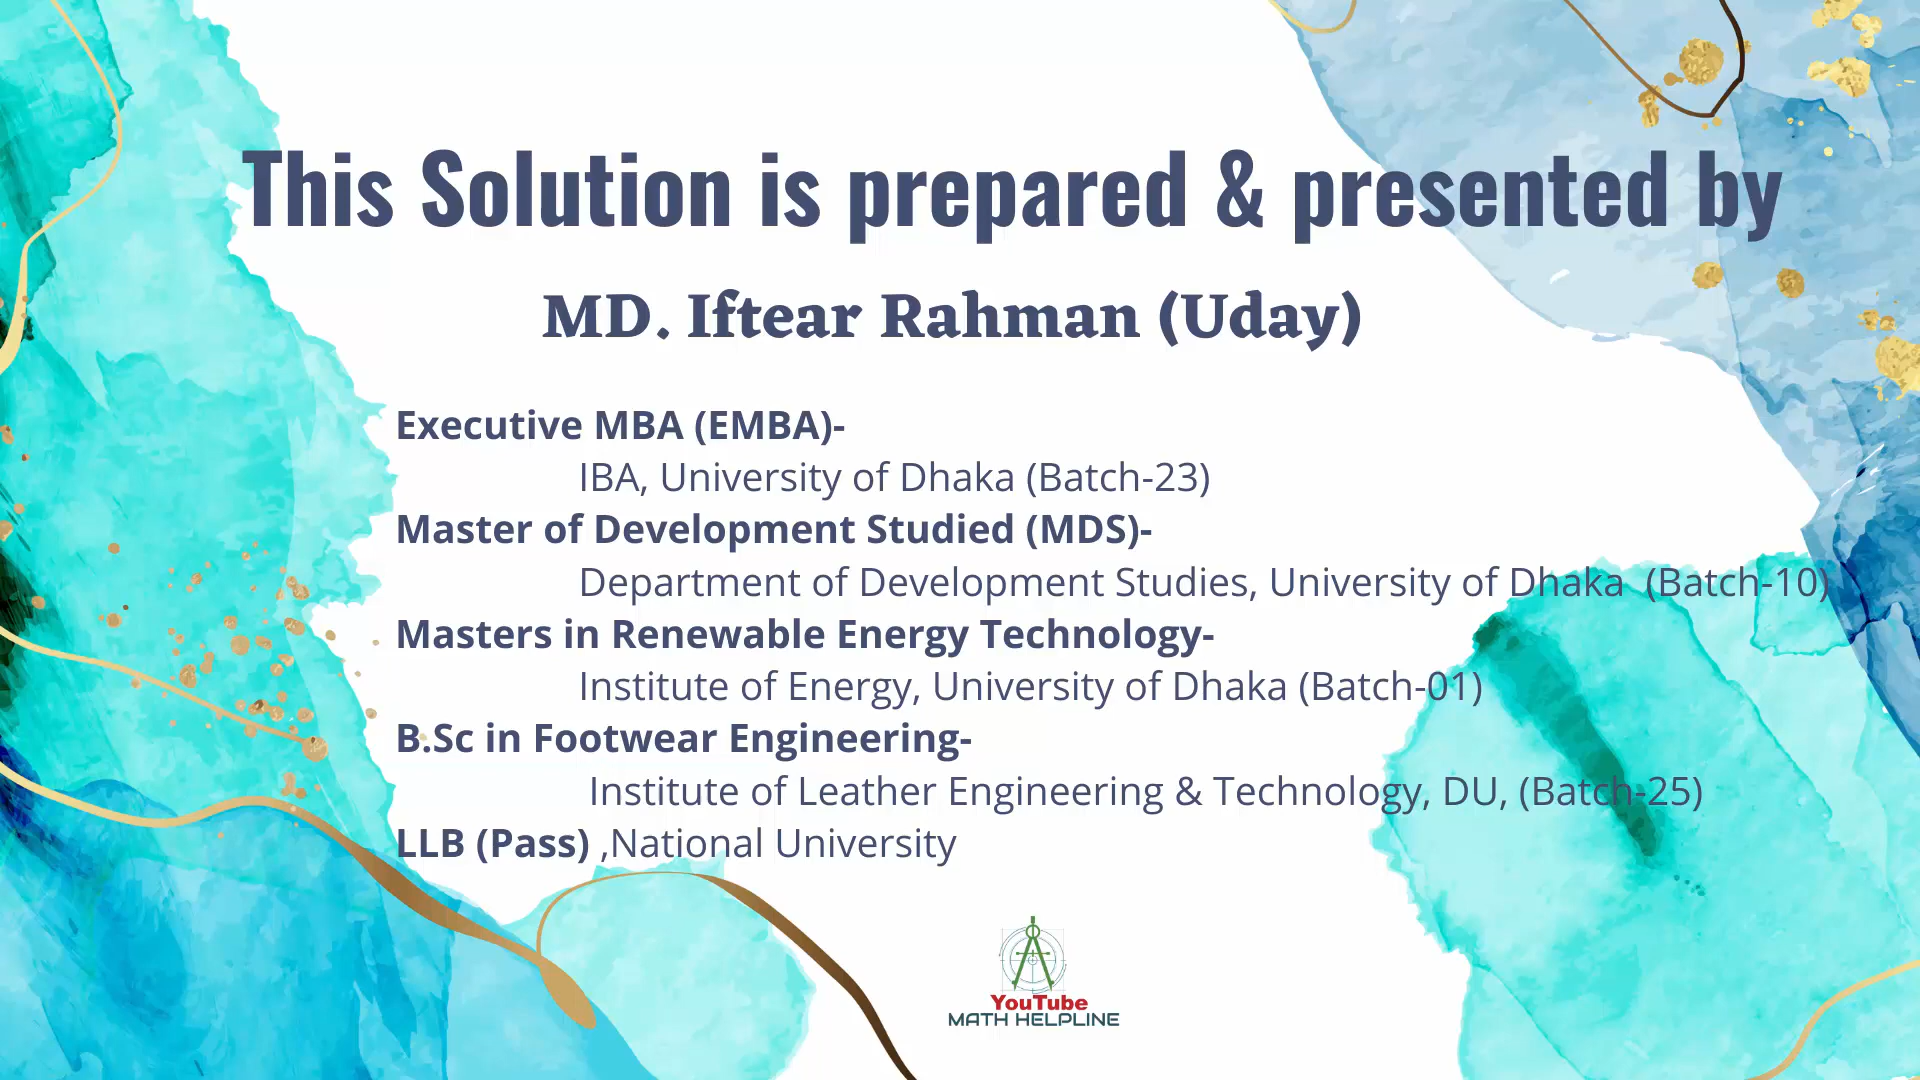 This Solution is prepared & presented by
MD. Iftear Rahman (Uday)
Executive MBA (EMBA)-
IBA, University of Dhaka (Batch-23)
Master of Development Studied (MDS)-
Department of Development Studies, University of Dhaka (Batch-10)
Masters in Renewable Energy Technology-
Institute of Energy, University of Dhaka (Batch-01)
B.Sc in Footwear Engineering-
Institute of Leather Engineering & Technology, DU, (Batch-25)
LLB (Pass) ,National University
YouTube
MATH HELPLINE